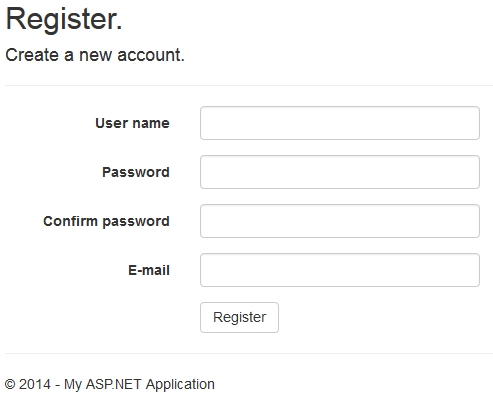 Register.
Create a new account.
User name
Password
Confirm password
E-mail
Register
© 2014 - My ASP.NET Application